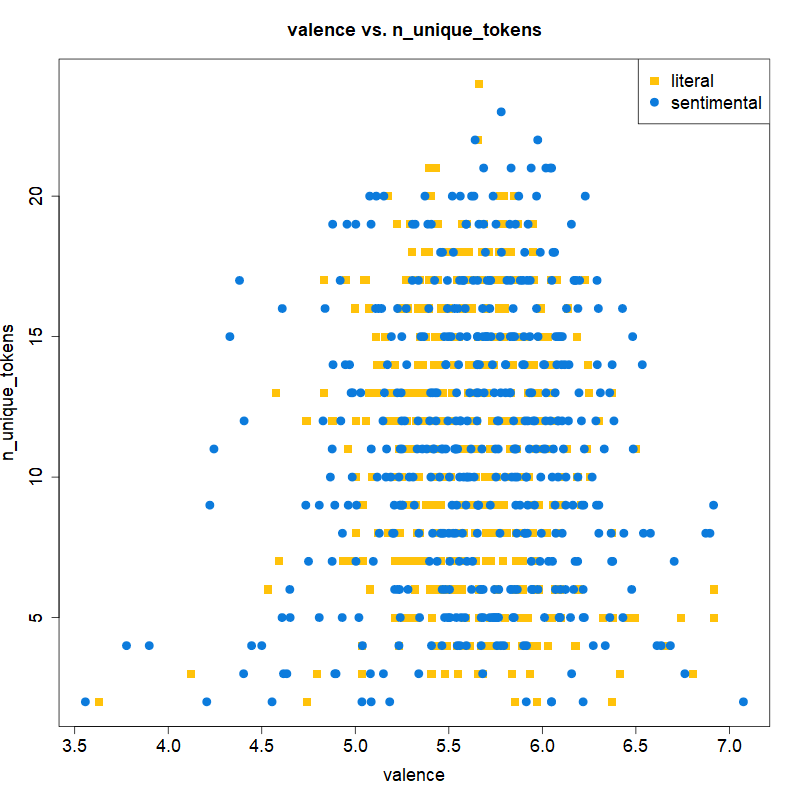 valence vs. n_unique_tokens
literal
sentimental
n_unique_tokens
20
15
10
5
3.5 4.0 4.5 5.0 5.5 6.0 6.5 7.0
valence